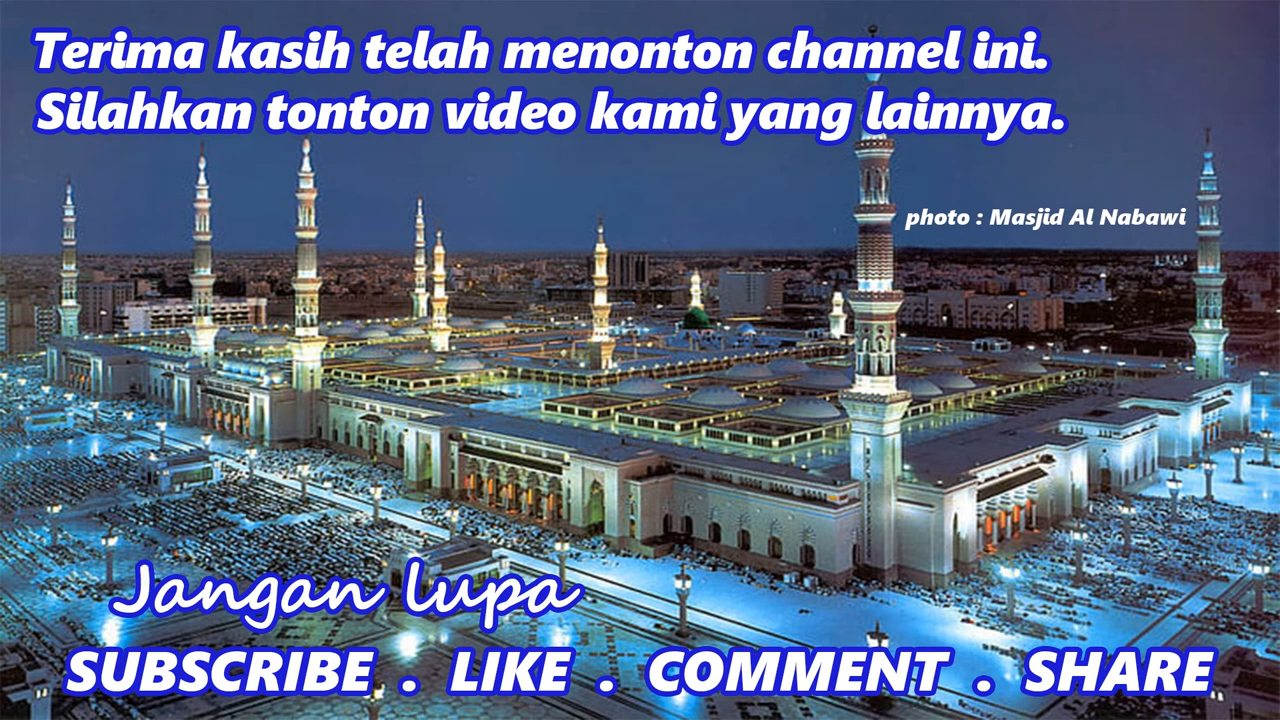 Terima kasih telah menonton channel ini.
Silahkan tonton video kami yang lainnya.
photo : Masjid Al Nabawi
Jangan lupa
SUBSCRIBE . LIKE . COMMENT . SHARE